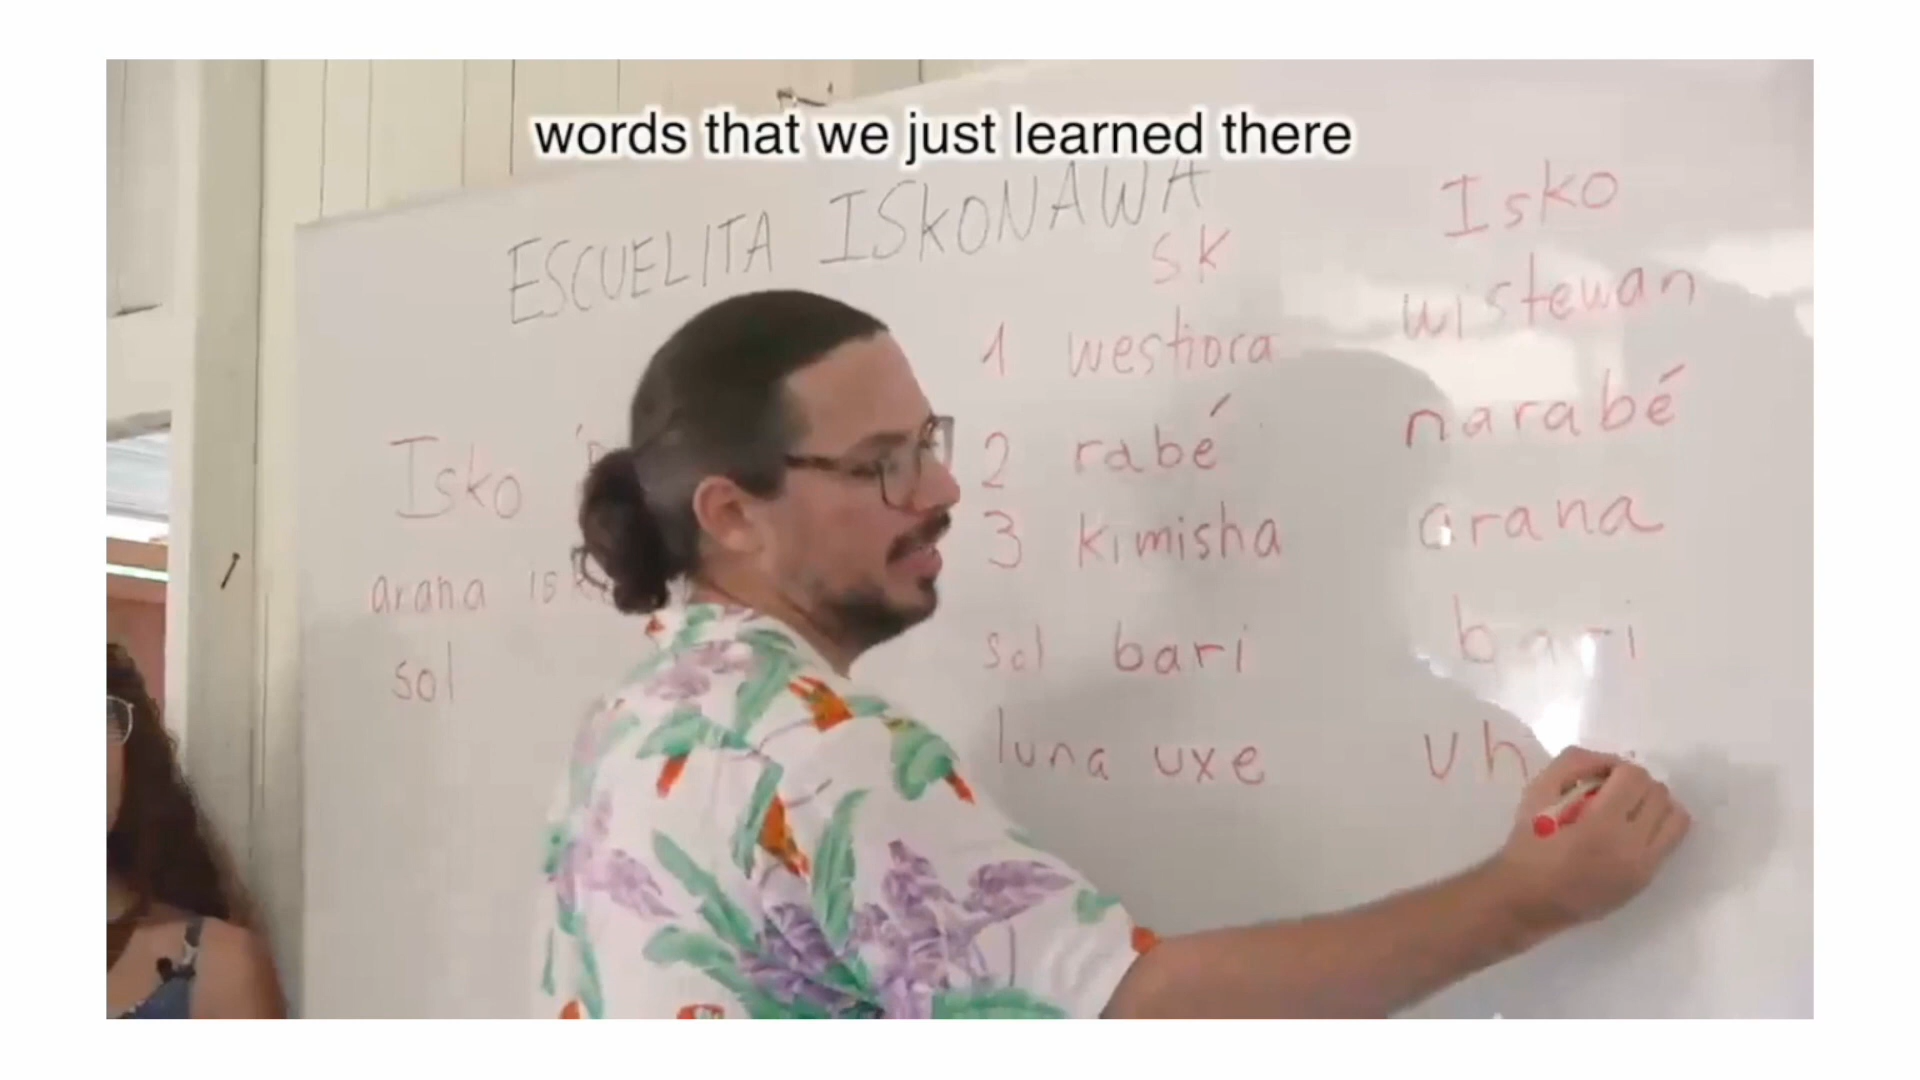 words that we just learned there
ESCUELITA ISKONAWA
SK Isko
1 westiora wistewan
2 rabé narabé
3 kimisha arana
sol bari bari
luna uxe
Isko
arana
sol